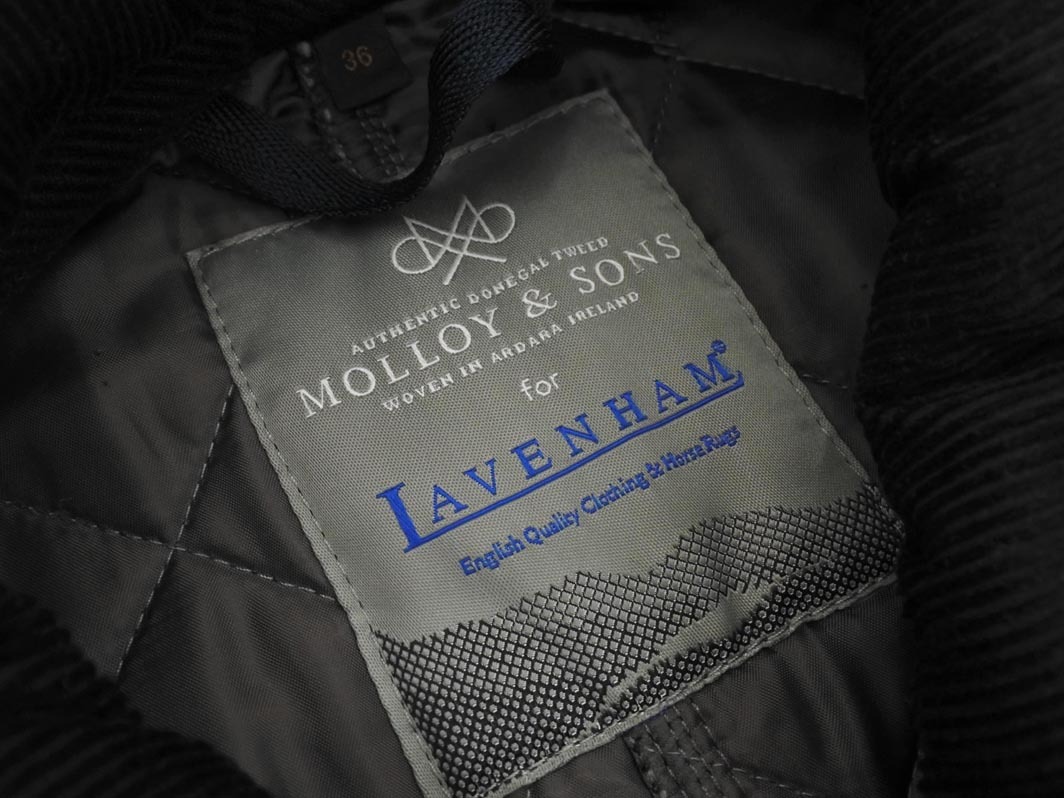 36
AUTHENTIC DONEGAL TWEED
MOLLOY & SONS
WOVEN IN ARDARA IRELAND
for
LAVENHAM®
English Quality Clothing & Horse Rugs